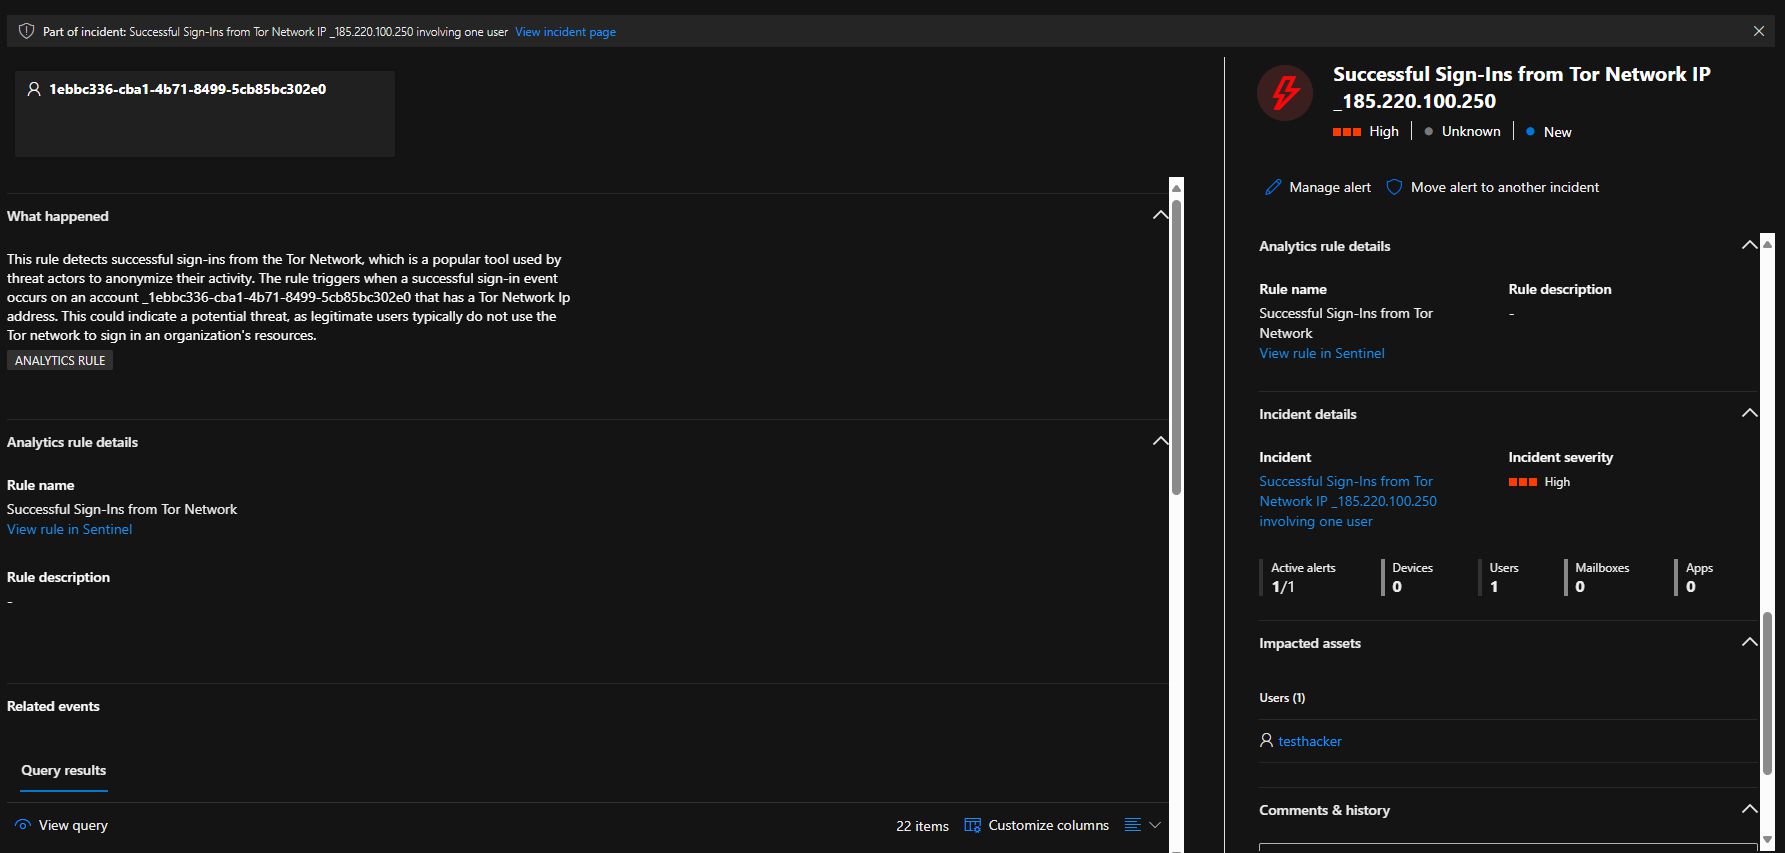 Part of incident: Successful Sign-Ins from Tor Network IP _185.220.100.250 involving one user View incident page
1ebbc336-cba1-4b71-8499-5cb85bc302e0
What happened
This rule detects successful sign-ins from the Tor Network, which is a popular tool used by
threat actors to anonymize their activity. The rule triggers when a successful sign-in event
occurs on an account _1ebbc336-cba1-4b71-8499-5cb85bc302e0 that has a Tor Network Ip
address. This could indicate a potential threat, as legitimate users typically do not use the
Tor network to sign in an organization's resources.
ANALYTICS RULE
Analytics rule details
Rule name
Successful Sign-Ins from Tor Network
View rule in Sentinel
Rule description
-
Related events
Query results
View query
22 items
Customize columns
Successful Sign-Ins from Tor Network IP
_185.220.100.250
High
Unknown
New
Manage alert
Move alert to another incident
Analytics rule details
Rule name
Successful Sign-Ins from Tor
Network
View rule in Sentinel
Rule description
-
Incident details
Incident
Successful Sign-Ins from Tor
Network IP _185.220.100.250
involving one user
Incident severity
High
Active alerts
1/1
Devices
0
Users
1
Mailboxes
0
Apps
0
Impacted assets
Users (1)
testhacker
Comments & history